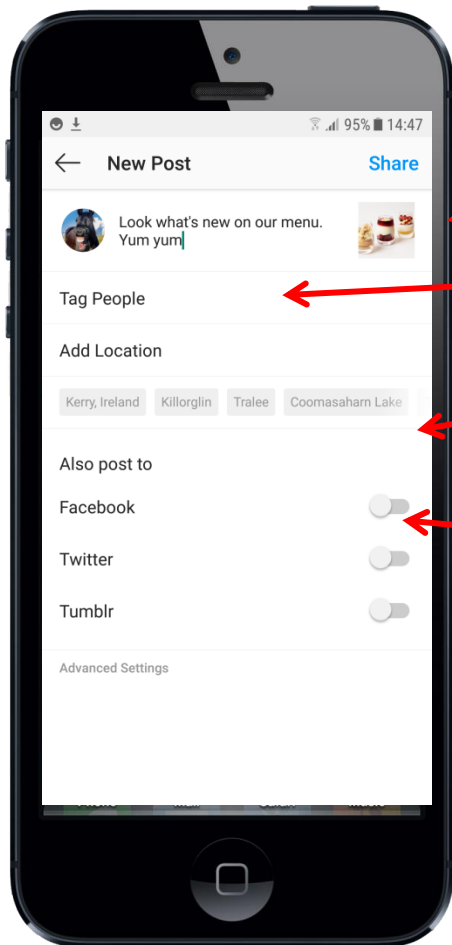 95% 14:47
New Post Share
Look what's new on our menu.
Yum yum
Tag People
Add Location
Kerry, Ireland Killorglin Tralee Coomasaharn Lake
Also post to
Facebook
Twitter
Tumblr
Advanced Settings